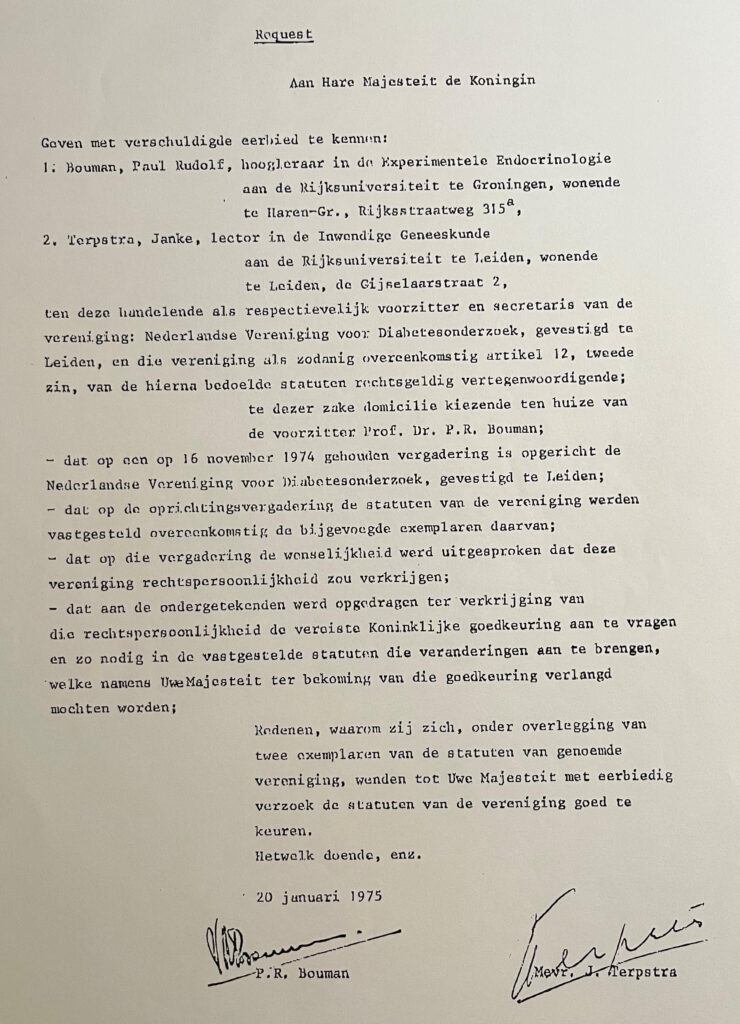 Request
Aan Hare Majesteit de Koningin
Geven met verschuldigde eerbied te kennen:
1. Bouman, Paul Rudolf, hoogleraar in de Experimentele Endocrinologie
aan de Rijksuniversiteit te Groningen, wonende
te Haren-Gr., Rijksstraatweg 315a,
2. Terpstra, Janke, lector in de Inwendige Geneeskunde
aan de Rijksuniversiteit te Leiden, wonende
te Leiden, de Gijselaarstraat 2,
ten deze handelende als respectievelijk voorzitter en secretaris van de
vereniging: Nederlandse Vereniging voor Diabetesonderzoek, gevestigd te
Leiden, en die vereniging als zodanig overeenkomstig artikel 12, tweede
zin, van de hierna bedoelde statuten rechtsgeldig vertegenwoordigende;
te dezer zake domicilie kiezende ten huize van
de voorzitter Prof. Dr. P.R. Bouman;
- dat op een op 16 november 1974 gehouden vergadering is opgericht de
Nederlandse Vereniging voor Diabetesonderzoek, gevestigd te Leiden;
- dat op de oprichtingsvergadering de statuten van de vereniging werden
vastgesteld overeenkomstig de bijgevoegde exemplaren daarvan;
- dat op die vergadering de wenselijkheid werd uitgesproken dat deze
vereniging rechtspersoonlijkheid zou verkrijgen;
- dat aan de ondergetekenden werd opgedragen ter verkrijging van
die rechtspersoonlijkheid de vereiste Koninklijke goedkeuring aan te vragen
en zo nodig in de vastgestelde statuten die veranderingen aan te brengen,
welke namens Uwe Majesteit ter bekoming van die goedkeuring verlangd
mochten worden;
Redenen, waarom zij zich, onder overlegging van
twee exemplaren van de statuten van genoemde
vereniging, wenden tot Uwe Majesteit met eerbiedig
verzoek de statuten van de vereniging goed te
keuren.
Hetwelk doende, enz.
20 januari 1975
P.R. Bouman
Mevr. J. Terpstra